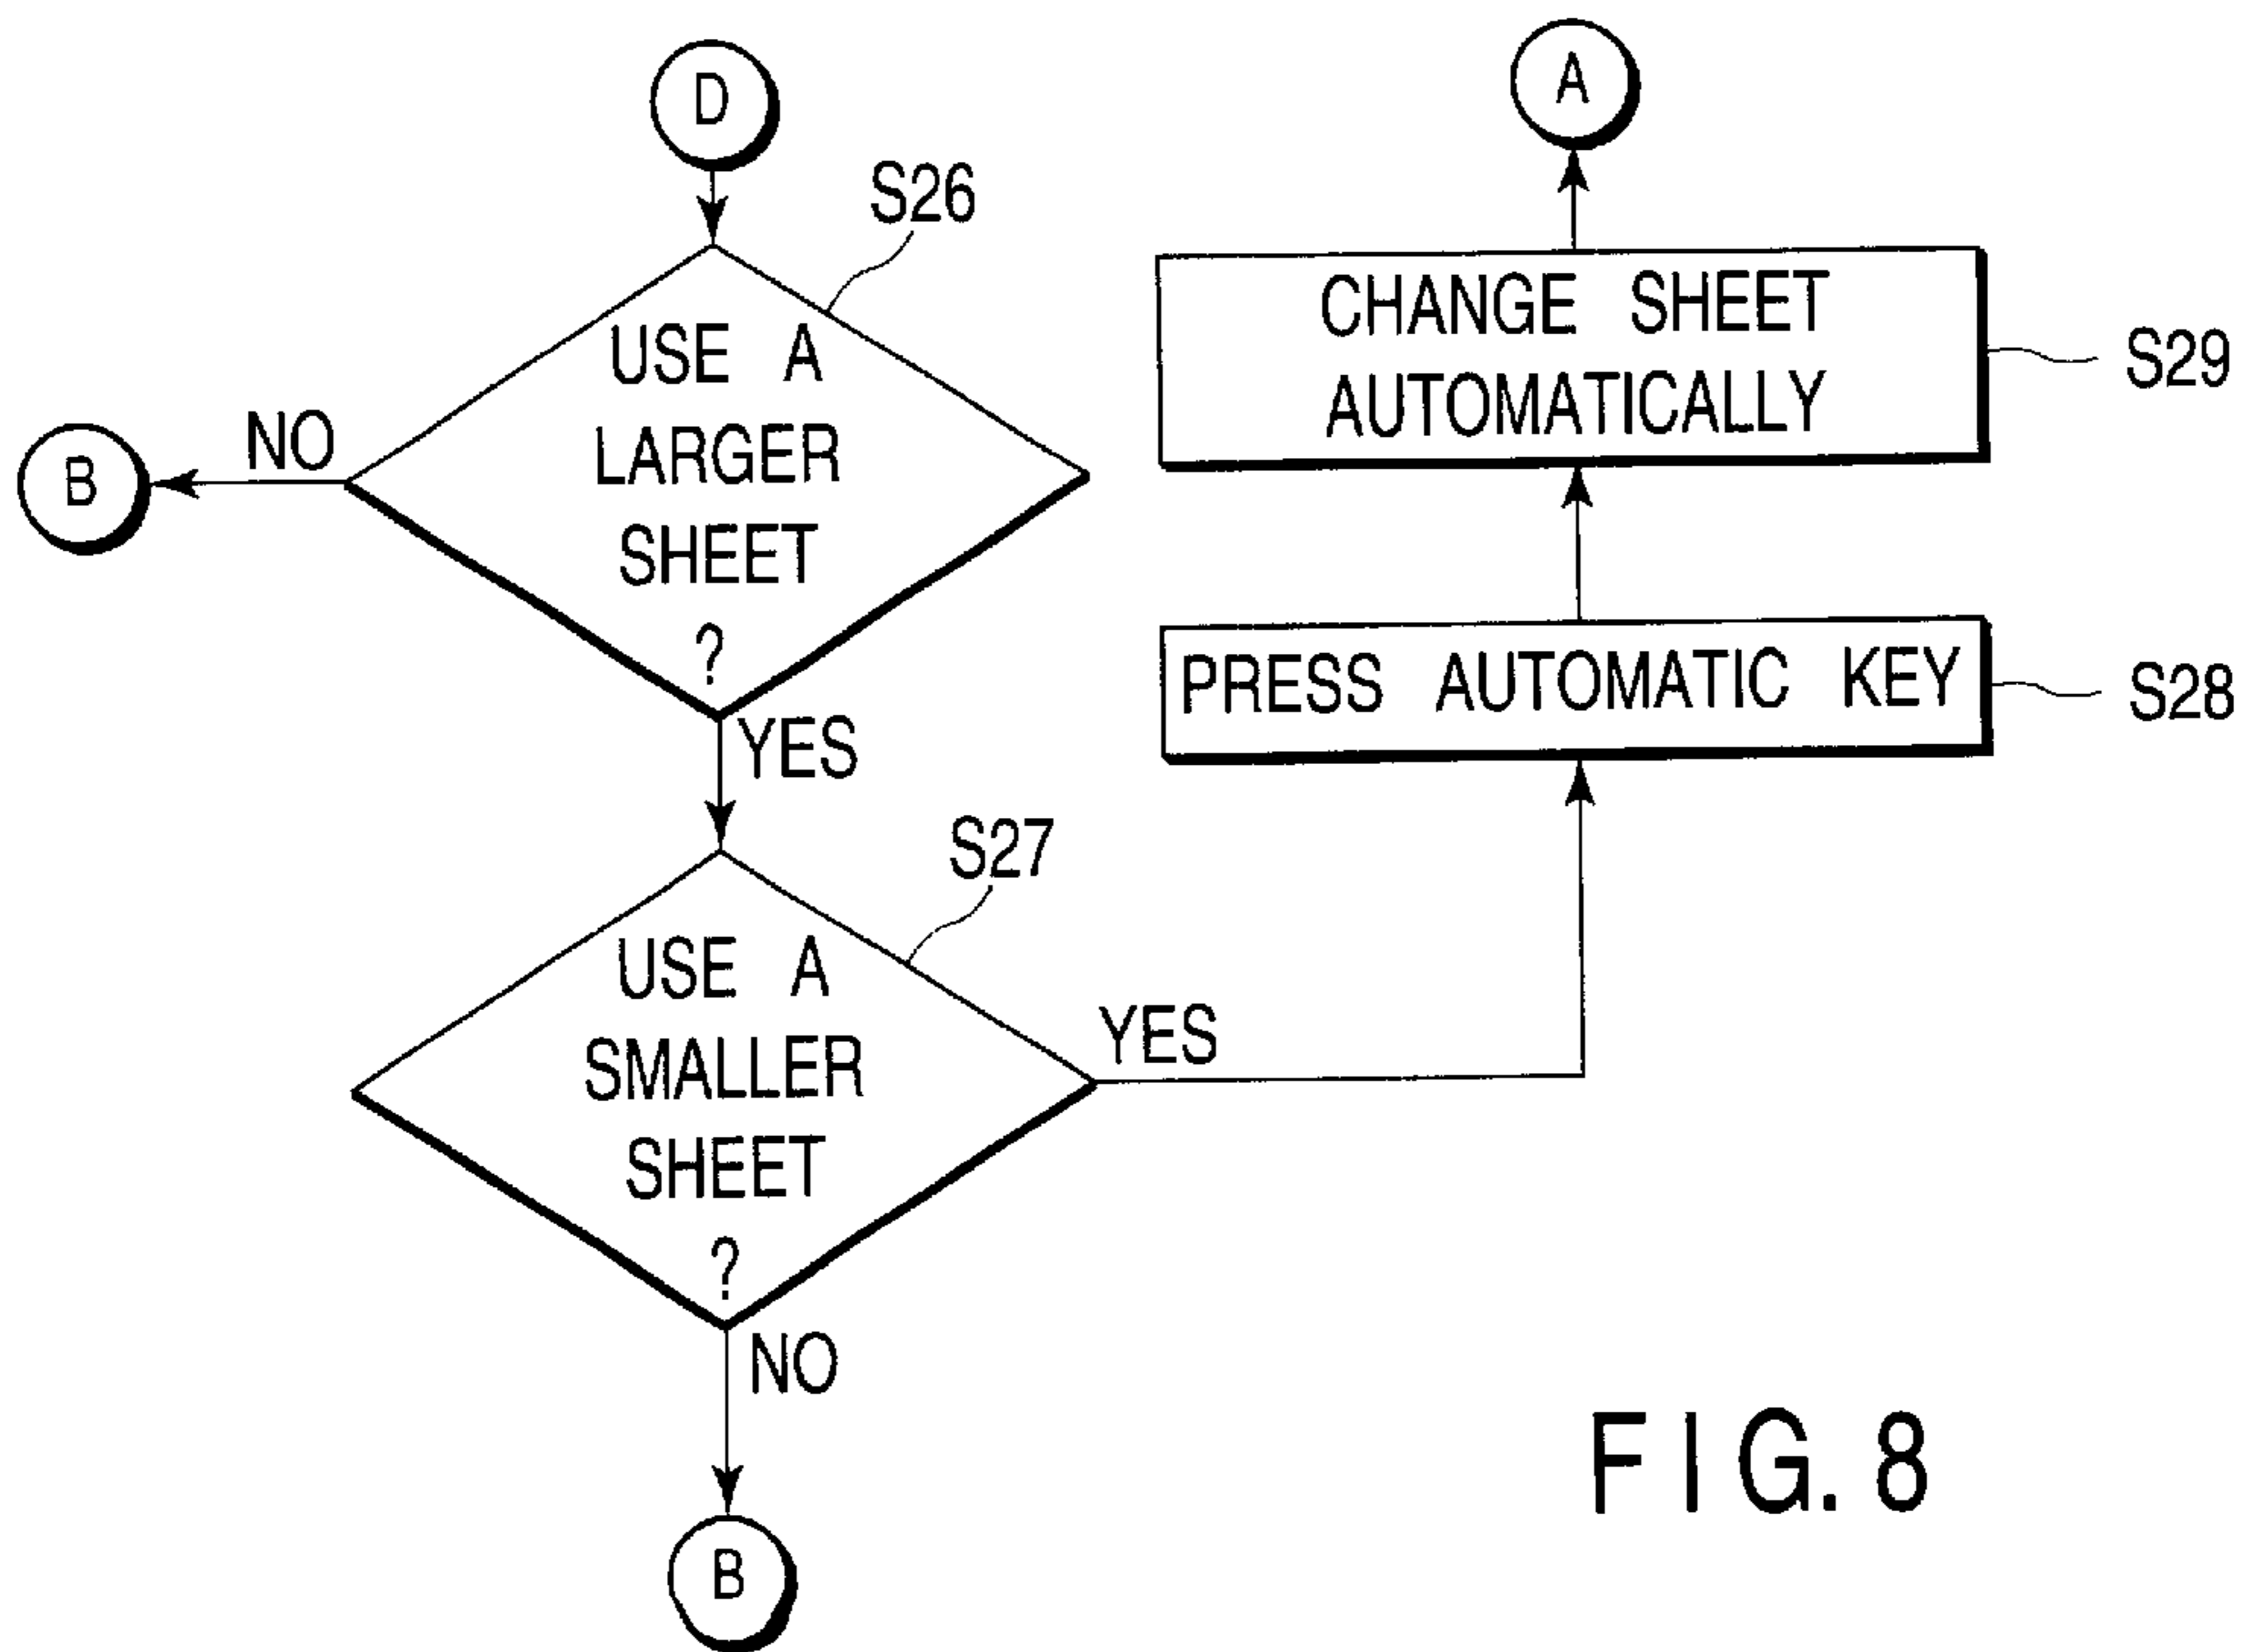 D
S26
USE A
LARGER
SHEET
?
NO
B
YES
S27
USE A
SMALLER
SHEET
?
YES
NO
B
A
CHANGE SHEET
AUTOMATICALLY
S29
PRESS AUTOMATIC KEY
S28
FIG. 8